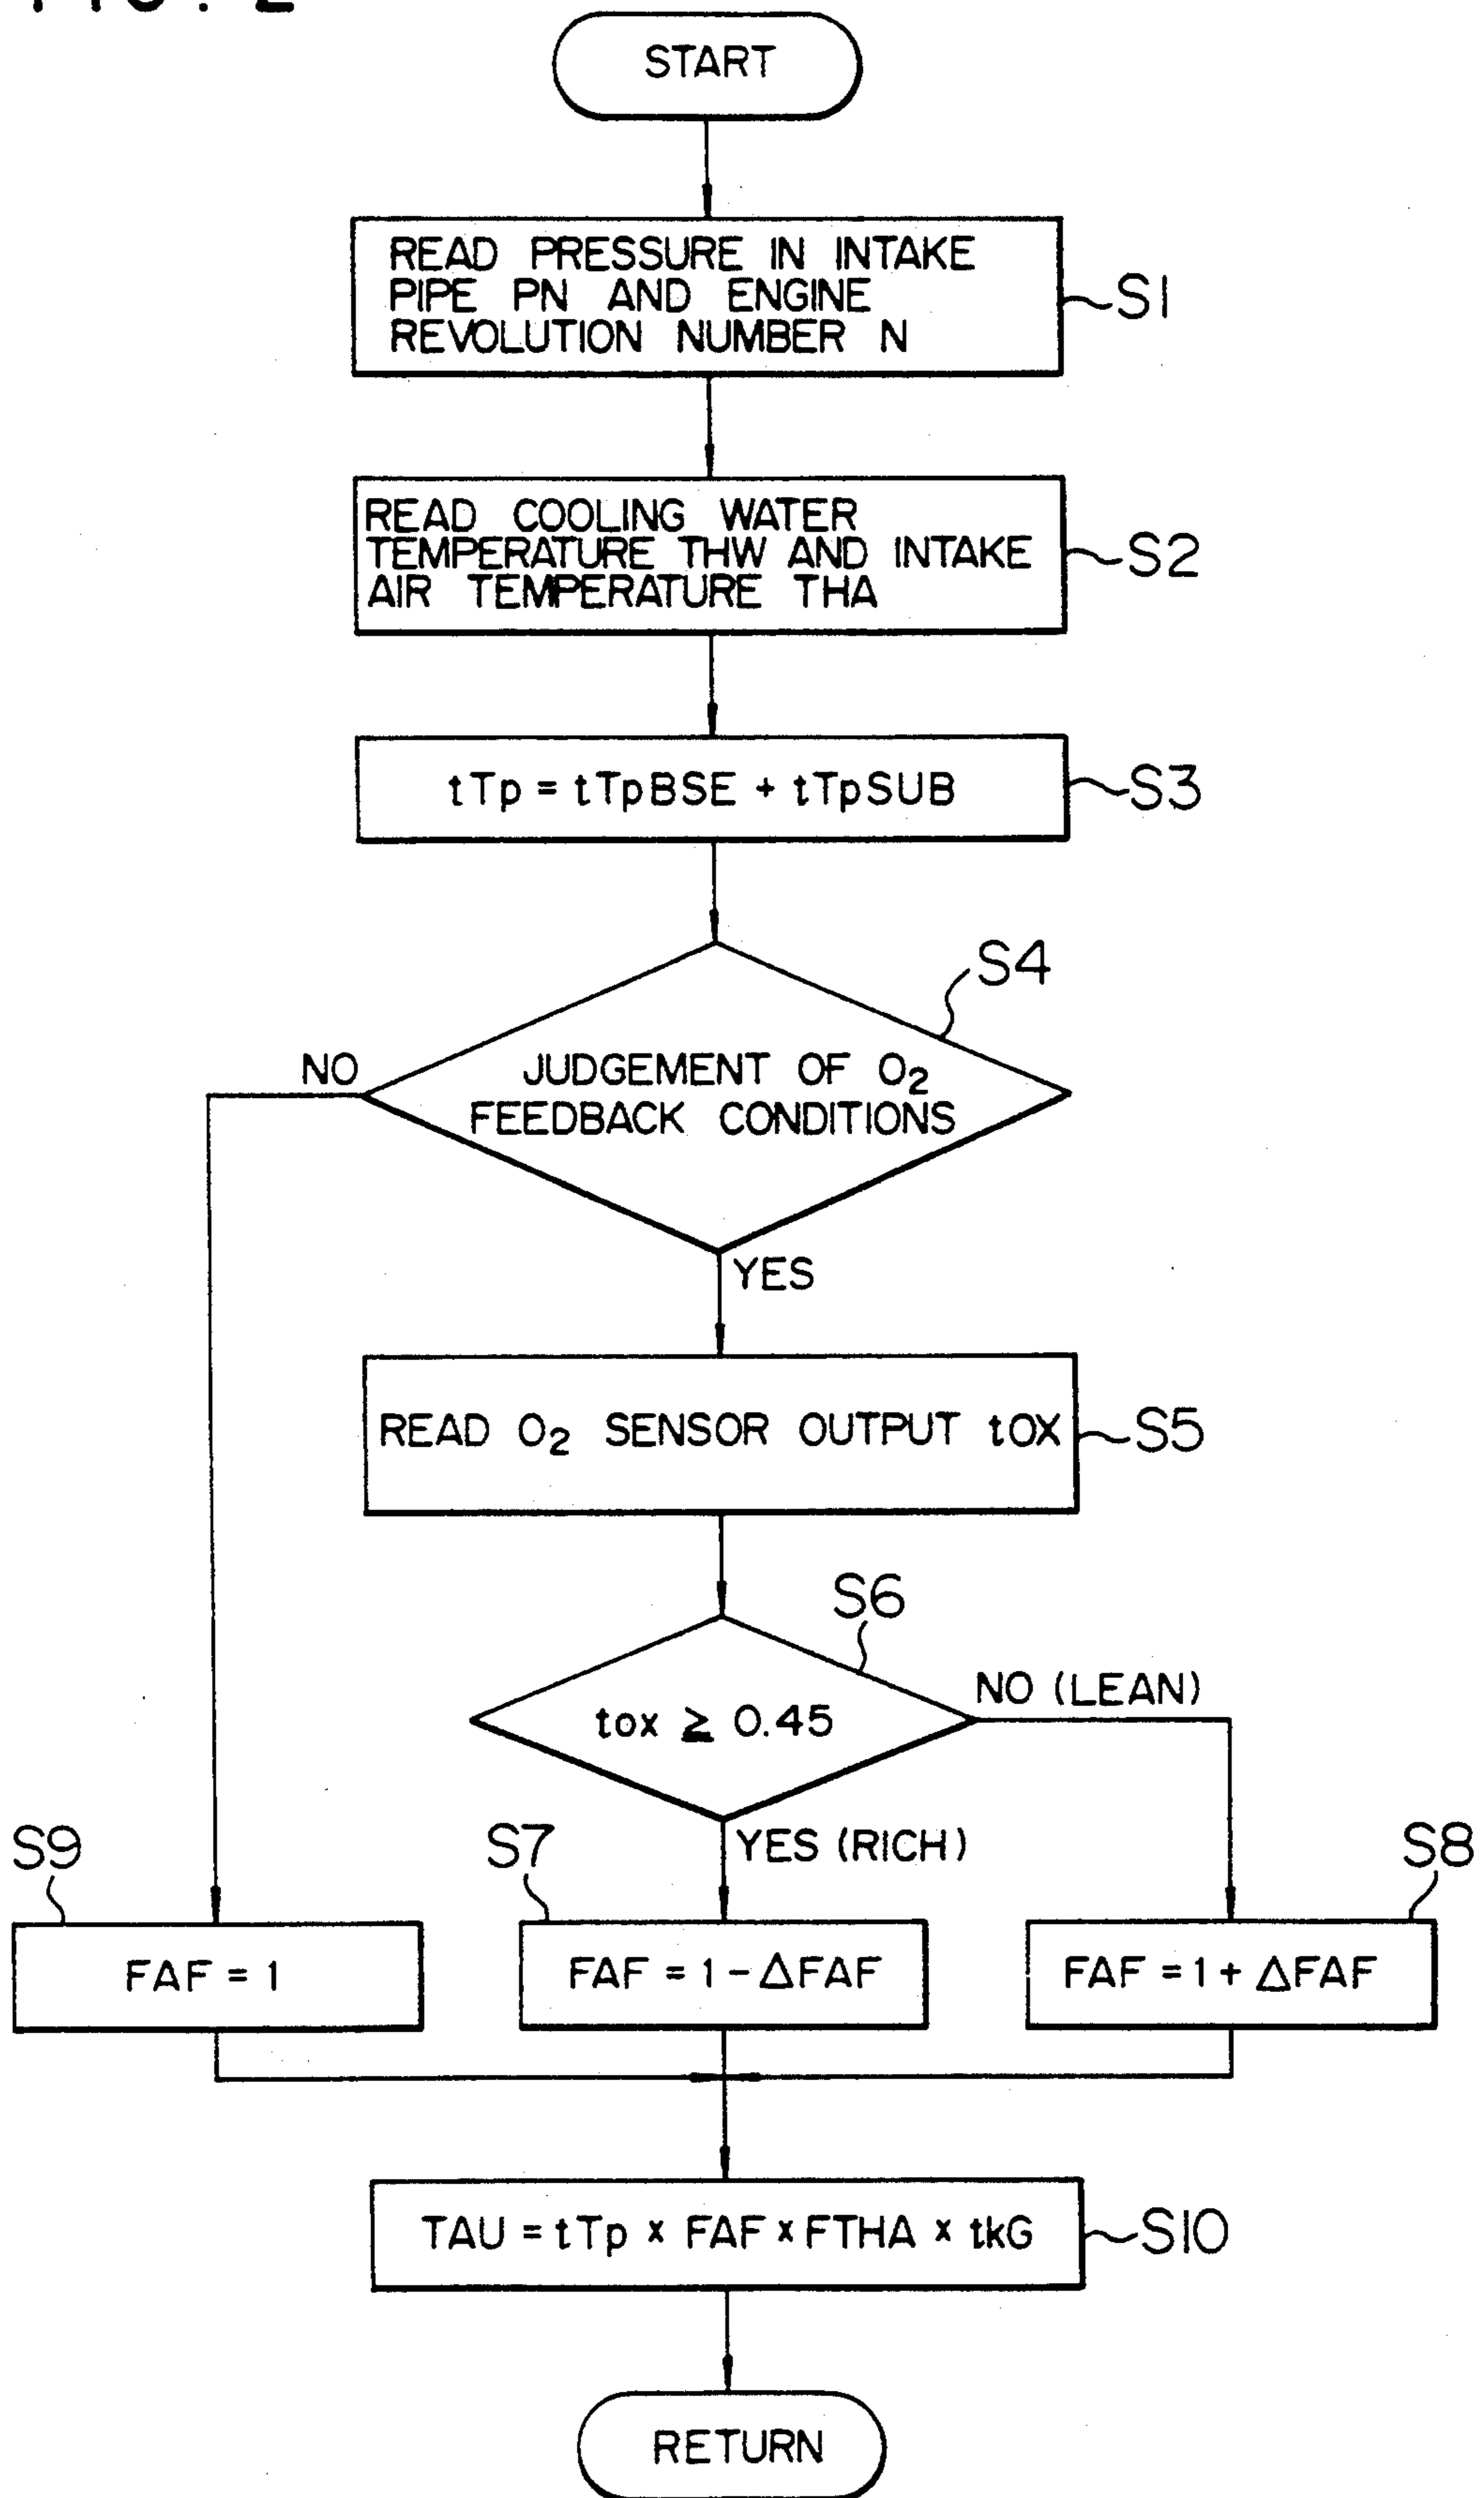 FIG. 2
START
READ PRESSURE IN INTAKE
PIPE PN AND ENGINE
REVOLUTION NUMBER N
S1
READ COOLING WATER
TEMPERATURE THW AND INTAKE
AIR TEMPERATURE THA
S2
tTp = tTpBSE + tTpSUB
S3
S4
NO
JUDGEMENT OF O₂
FEEDBACK CONDITIONS
YES
READ O₂ SENSOR OUTPUT tOX
S5
S6
NO (LEAN)
tox ≥ 0.45
YES (RICH)
S9
S7
S8
FAF = 1
FAF = 1 - ΔFAF
FAF = 1 + ΔFAF
TAU = tTp × FAF × FTHA × tkG
S10
RETURN